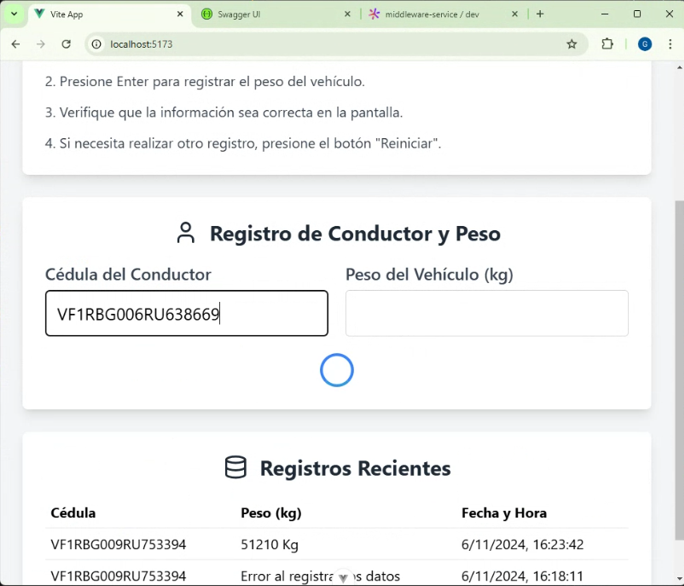 Vite App
Swagger UI
middleware-service / dev
localhost:5173
G
2. Presione Enter para registrar el peso del vehículo.
3. Verifique que la información sea correcta en la pantalla.
4. Si necesita realizar otro registro, presione el botón "Reiniciar".
Registro de Conductor y Peso
Cédula del Conductor
Peso del Vehículo (kg)
VF1RBG006RU638669
Registros Recientes
Cédula Peso (kg) Fecha y Hora
VF1RBG009RU753394 51210 Kg 6/11/2024, 16:23:42
VF1RBG009RU753394 Error al registrar datos 6/11/2024, 16:18:11